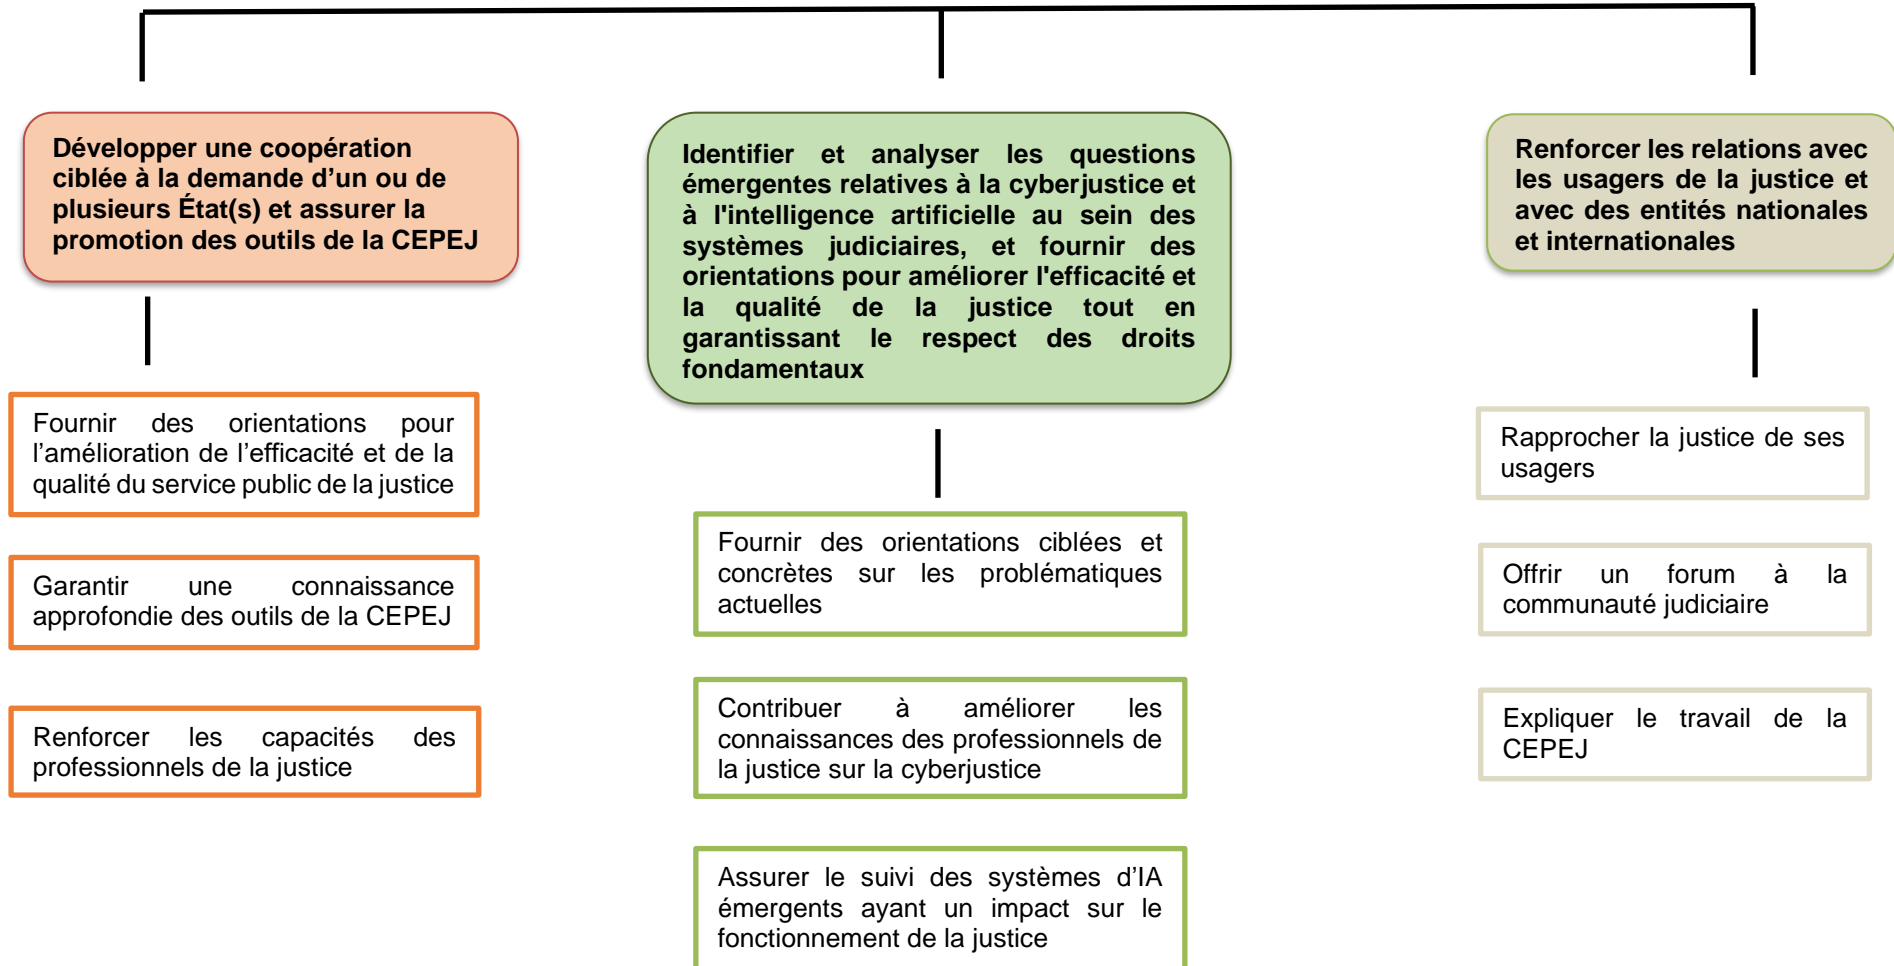 Développer une coopération
ciblée à la demande d’un ou de
plusieurs État(s) et assurer la
promotion des outils de la CEPEJ
Fournir des orientations pour
l’amélioration de l’efficacité et de la
qualité du service public de la justice
Garantir une connaissance
approfondie des outils de la CEPEJ
Renforcer les capacités des
professionnels de la justice
Identifier et analyser les questions
émergentes relatives à la cyberjustice et
à l'intelligence artificielle au sein des
systèmes judiciaires, et fournir des
orientations pour améliorer l'efficacité et
la qualité de la justice tout en
garantissant le respect des droits
fondamentaux
Fournir des orientations ciblées et
concrètes sur les problématiques
actuelles
Contribuer à améliorer les
connaissances des professionnels de
la justice sur la cyberjustice
Assurer le suivi des systèmes d’IA
émergents ayant un impact sur le
fonctionnement de la justice
Renforcer les relations avec
les usagers de la justice et
avec des entités nationales
et internationales
Rapprocher la justice de ses
usagers
Offrir un forum à la
communauté judiciaire
Expliquer le travail de la
CEPEJ